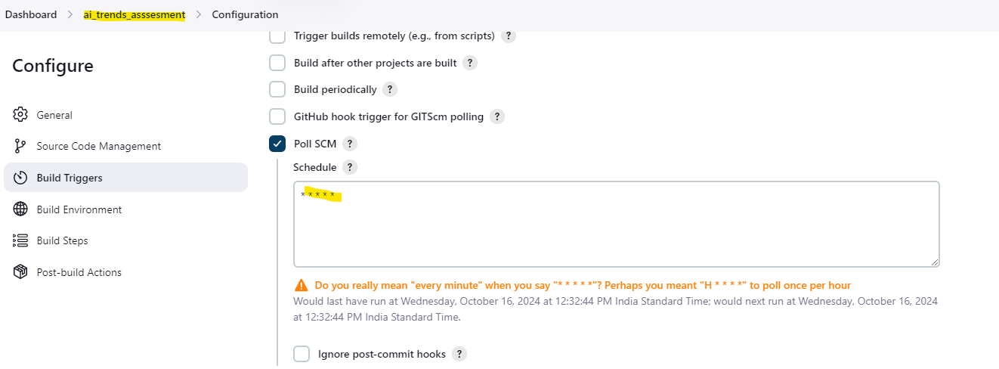 Dashboard > ai_trends_asssesment > Configuration
Configure
General
Source Code Management
Build Triggers
Build Environment
Build Steps
Post-build Actions
Trigger builds remotely (e.g., from scripts) ?
Build after other projects are built ?
Build periodically ?
GitHub hook trigger for GITScm polling ?
Poll SCM ?
Schedule ?
* * * * *
Do you really mean "every minute" when you say "* * * * *"? Perhaps you meant "H * * * *" to poll once per hour
Would last have run at Wednesday, October 16, 2024 at 12:32:44 PM India Standard Time; would next run at Wednesday, October 16, 2024
at 12:32:44 PM India Standard Time.
Ignore post-commit hooks ?